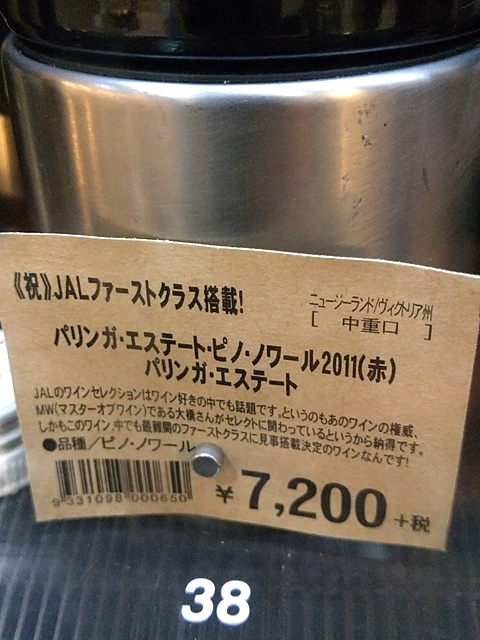 《祝》JALファーストクラス搭載!
ニュージーランド/ヴィクトリア州
[ 中重口 ]
パリンガ・エステート・ピノ・ノワール2011(赤)
パリンガ・エステート
JALのワインセレクションはワイン好きの中でも話題です。というのもあのワインの権威、
MW(マスターオブワイン)である大橋さんがセレクトに関わっているというから納得です。
しかもこのワイン、中でも最難関のファーストクラスに見事搭載決定のワインなんです!
●品種/ピノ・ノワール
9 331098 000650
¥7,200+税
38